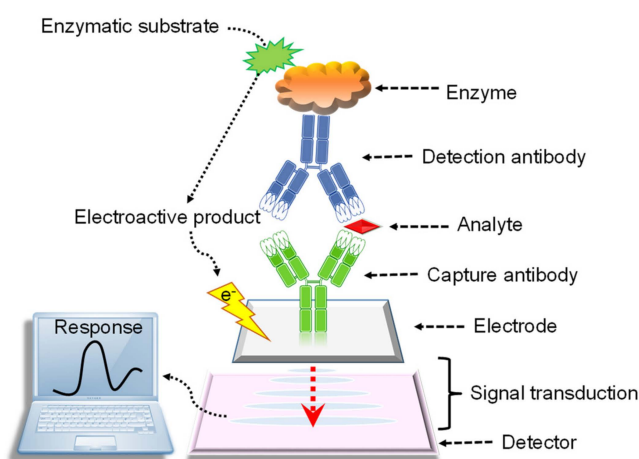 Enzymatic substrate
Enzyme
Detection antibody
Electroactive product
Analyte
Capture antibody
e-
Response
Electrode
Signal transduction
Detector